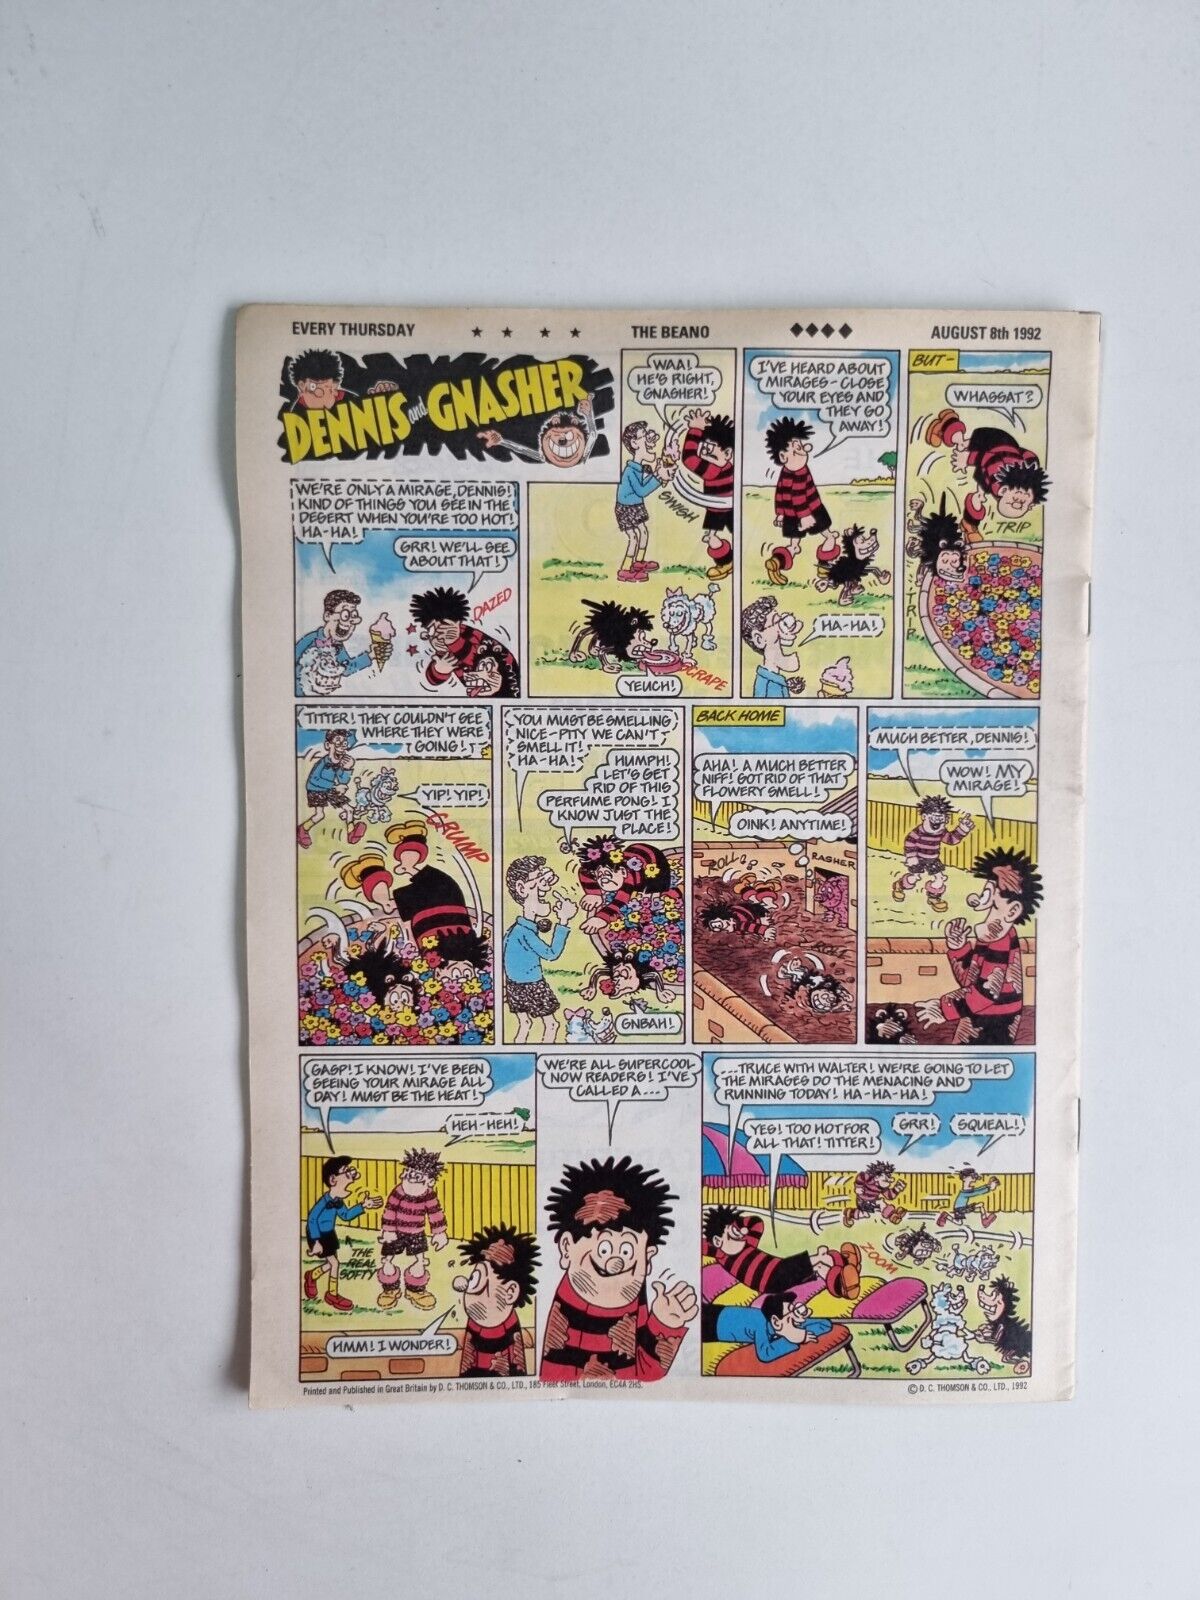 EVERY THURSDAY ★ ★ ★ ★ THE BEANO ◆◆◆◆ AUGUST 8th 1992
DENNIS and GNASHER
WE'RE ONLY A MIRAGE, DENNIS!
KIND OF THINGS YOU SEE IN THE
DESERT WHEN YOU'RE TOO HOT!
HA-HA!
GRR! WE'LL SEE
ABOUT THAT!
DAZED
WAA!
HE'S RIGHT,
GNASHER!
SWISH
SCRAPE
YEUCH!
I'VE HEARD ABOUT
MIRAGES - CLOSE
YOUR EYES AND
THEY GO
AWAY!
HA-HA!
BUT-
WHASSAT?
TRIP
TRIP
TITTER! THEY COULDN'T SEE
WHERE THEY WERE
GOING!
YIP! YIP!
CRUMP
YOU MUST BE SMELLING
NICE-PITY WE CAN'T
SMELL IT!
HA-HA!
HUMPH!
LET'S GET
RID OF THIS
PERFUME PONG! I
KNOW JUST THE
PLACE!
GNBAH!
BACK HOME
AHA! A MUCH BETTER
NIFF! GOT RID OF THAT
FLOWERY SMELL!
OINK! ANYTIME!
ROLL
RASHER
ROLL
MUCH BETTER, DENNIS!
WOW! MY
MIRAGE!
GASP! I KNOW! I'VE BEEN
SEEING YOUR MIRAGE ALL
DAY! MUST BE THE HEAT!
HEH-HEH!
THE
REAL
SOFTY
HMM! I WONDER!
WE'RE ALL SUPERCOOL
NOW READERS! I'VE
CALLED A...
...TRUCE WITH WALTER! WE'RE GOING TO LET
THE MIRAGES DO THE MENACING AND
RUNNING TODAY! HA-HA-HA!
YES! TOO HOT FOR
ALL THAT! TITTER!
GRR!
SQUEAL!
ZOOM
Printed and Published in Great Britain by D. C. THOMSON & CO., LTD., 185 Fleet Street, London, EC4A 2HS.
© D. C. THOMSON & CO., LTD., 1992